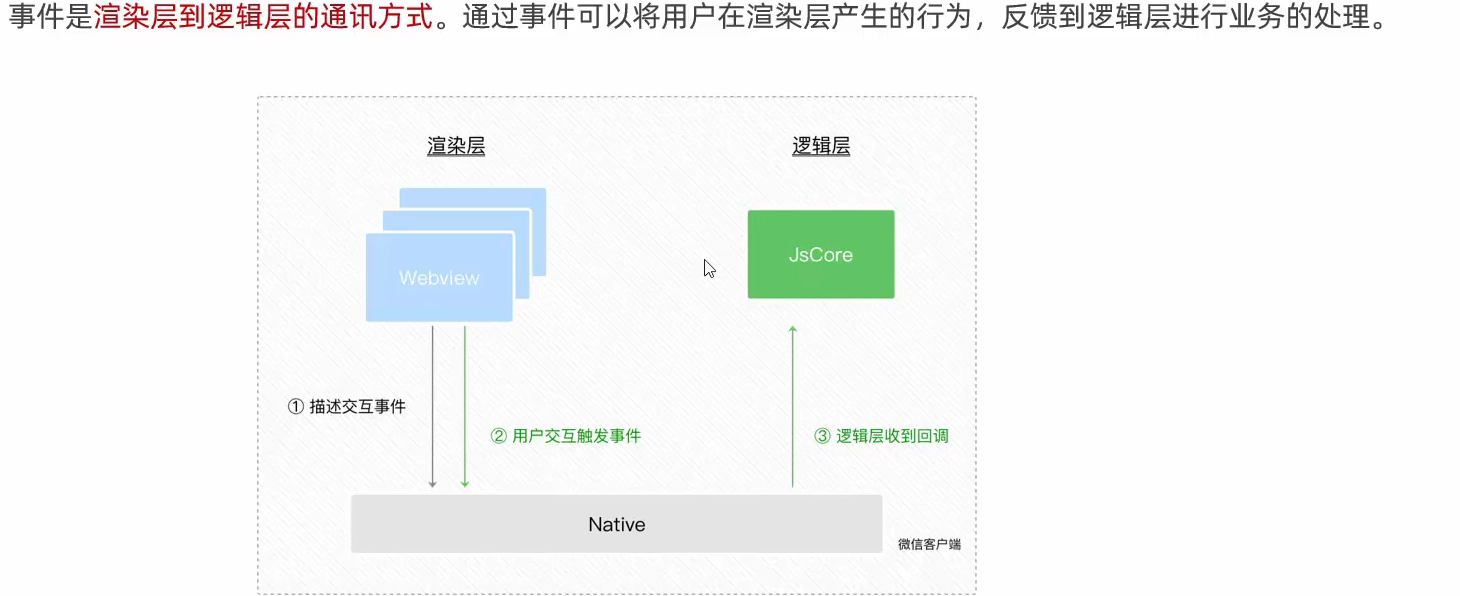 事件是渲染层到逻辑层的通讯方式。通过事件可以将用户在渲染层产生的行为，反馈到逻辑层进行业务的处理。
渲染层
逻辑层
JsCore
Webview
① 描述交互事件
② 用户交互触发事件
③ 逻辑层收到回调
Native
微信客户端